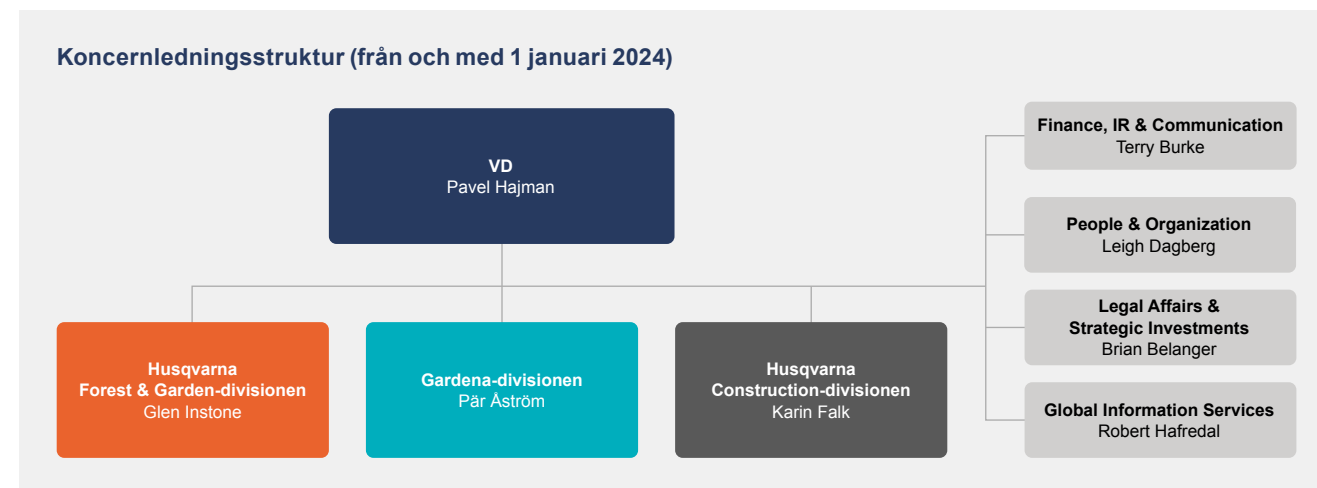 Koncernledningsstruktur (från och med 1 januari 2024)
VD
Pavel Hajman
Finance, IR & Communication
Terry Burke
People & Organization
Leigh Dagberg
Legal Affairs &
Strategic Investments
Brian Belanger
Global Information Services
Robert Hafredal
Husqvarna
Forest & Garden-divisionen
Glen Instone
Gardena-divisionen
Pär Åström
Husqvarna
Construction-divisionen
Karin Falk